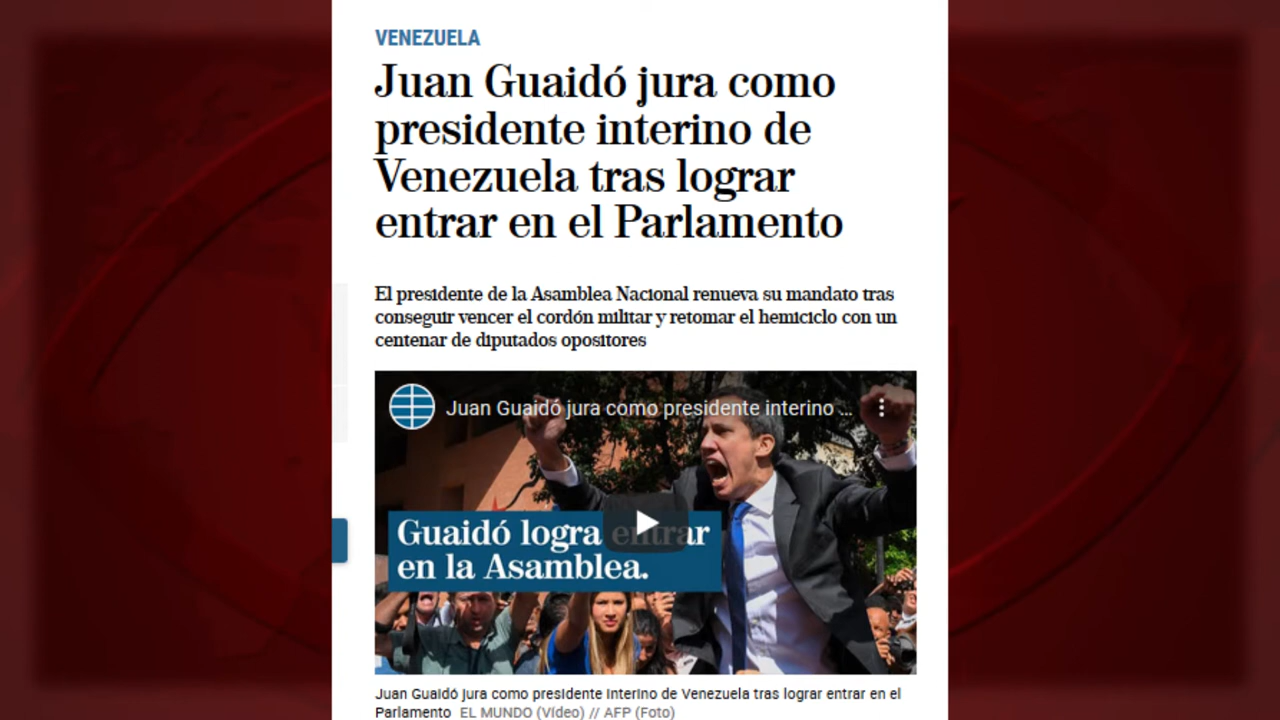 VENEZUELA
Juan Guaidó jura como
presidente interino de
Venezuela tras lograr
entrar en el Parlamento
El presidente de la Asamblea Nacional renueva su mandato tras
conseguir vencer el cordón militar y retomar el hemiciclo con un
centenar de diputados opositores
Juan Guaidó jura como presidente interino ...
Guaidó logra entrar
en la Asamblea.
Juan Guaidó jura como presidente interino de Venezuela tras lograr entrar en el
Parlamento EL MUNDO (Vídeo) // AFP (Foto)